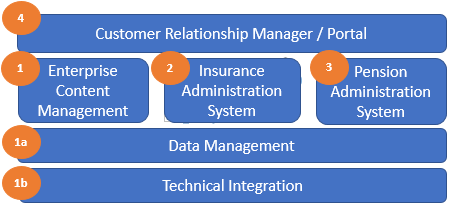 4
Customer Relationship Manager / Portal
1
Enterprise
Content
Management
2
Insurance
Administration
System
3
Pension
Administration
System
1a
Data Management
1b
Technical Integration